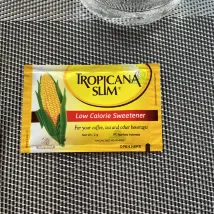 TROPICANA
SLIM®
Low Calorie Sweetener
For your coffee, tea and other beverages